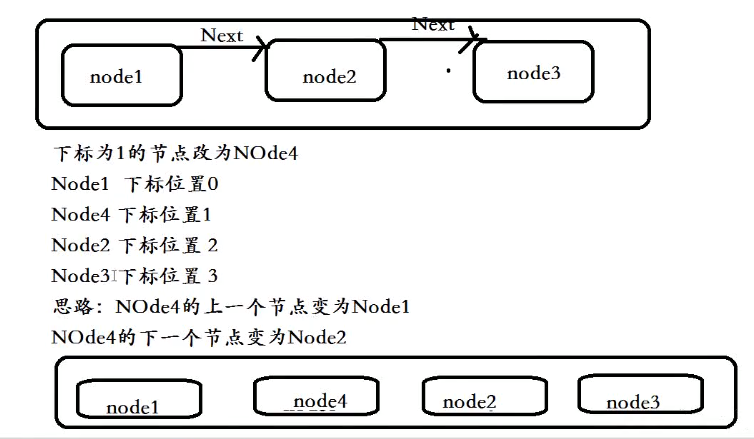 Next
Next
node1
node2
node3
下标为1的节点改为NOde4
Node1 下标位置0
Node4 下标位置1
Node2 下标位置 2
Node3 下标位置 3
思路：NOde4的上一个节点变为Node1
NOde4的下一个节点变为Node2
node1
node4
node2
node3